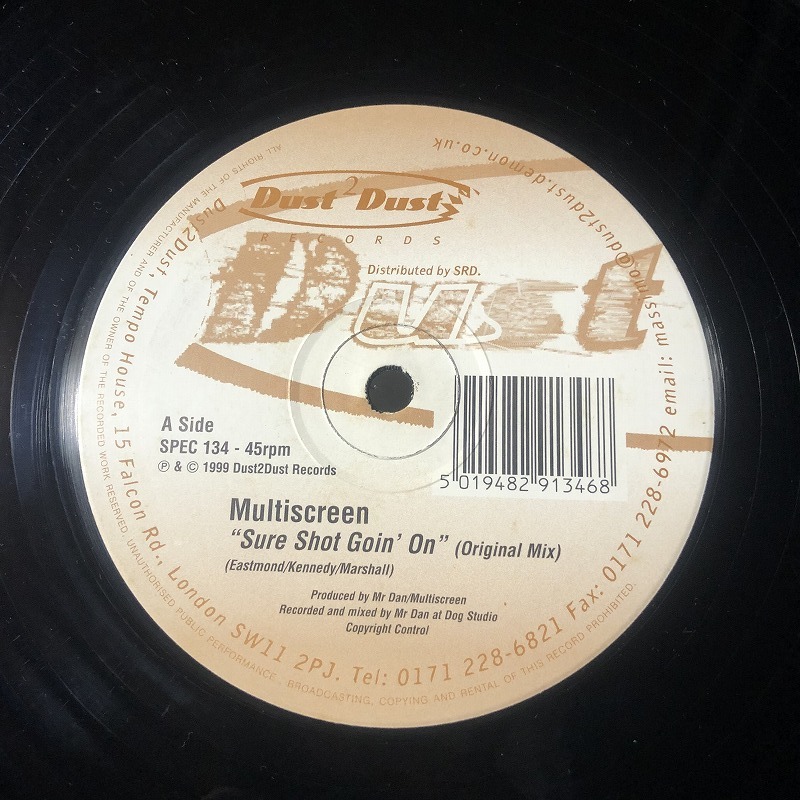 Dust 2 Dust
RECORDS
Distributed by SRD.
Dust
A Side
SPEC 134 - 45rpm
℗ & © 1999 Dust2Dust Records
5 019482 913468
Multiscreen
“Sure Shot Goin’ On” (Original Mix)
(Eastmond/Kennedy/Marshall)
Produced by Mr Dan/Multiscreen
Recorded and mixed by Mr Dan at Dog Studio
Copyright Control
Dust2Dust, Tempo House, 15 Falcon Rd., London SW11 2PJ. Tel: 0171 228-6821 Fax: 0171 228-6972 email: massimo@dust2dust.demon.co.uk
ALL RIGHTS OF THE MANUFACTURER AND OF THE OWNER OF THE RECORDED WORK RESERVED. UNAUTHORISED PUBLIC PERFORMANCE, BROADCASTING, COPYING AND RENTAL OF THIS RECORD PROHIBITED.